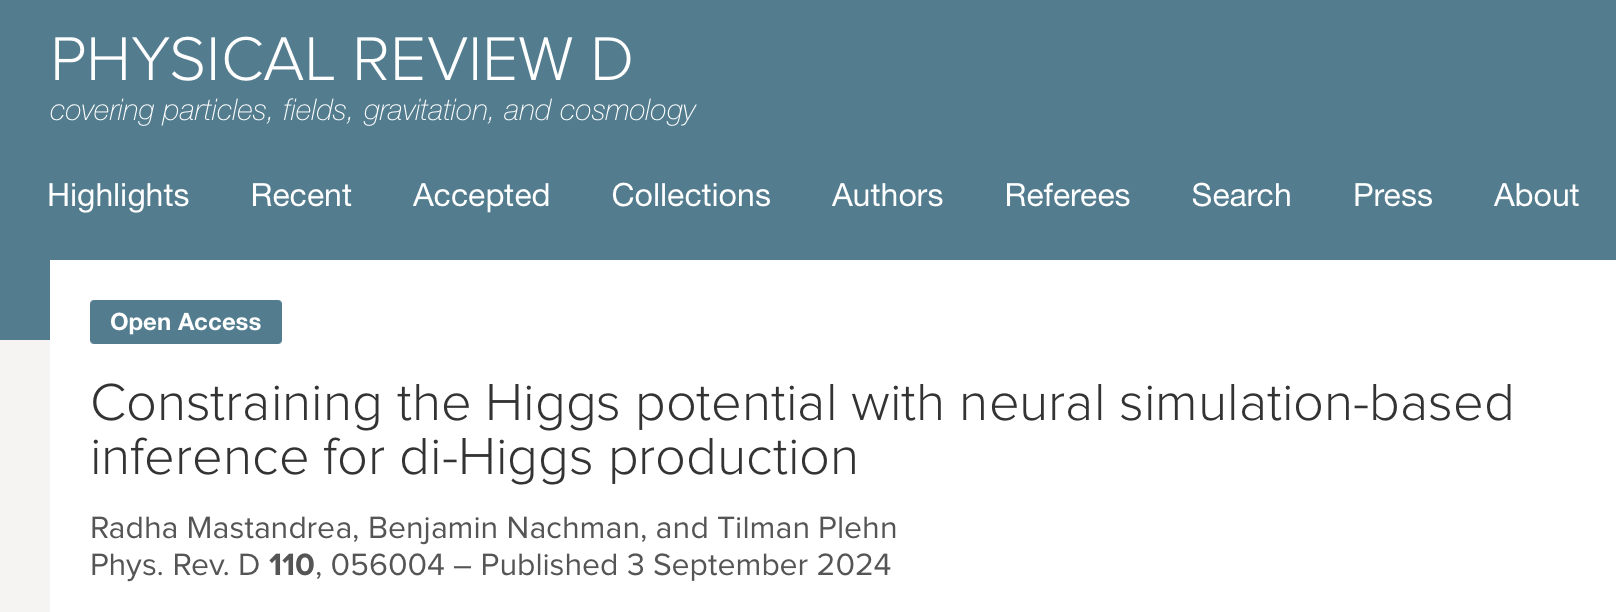 PHYSICAL REVIEW D
covering particles, fields, gravitation, and cosmology
Highlights Recent Accepted Collections Authors Referees Search Press About
Open Access
Constraining the Higgs potential with neural simulation-based
inference for di-Higgs production
Radha Mastandrea, Benjamin Nachman, and Tilman Plehn
Phys. Rev. D 110, 056004 – Published 3 September 2024